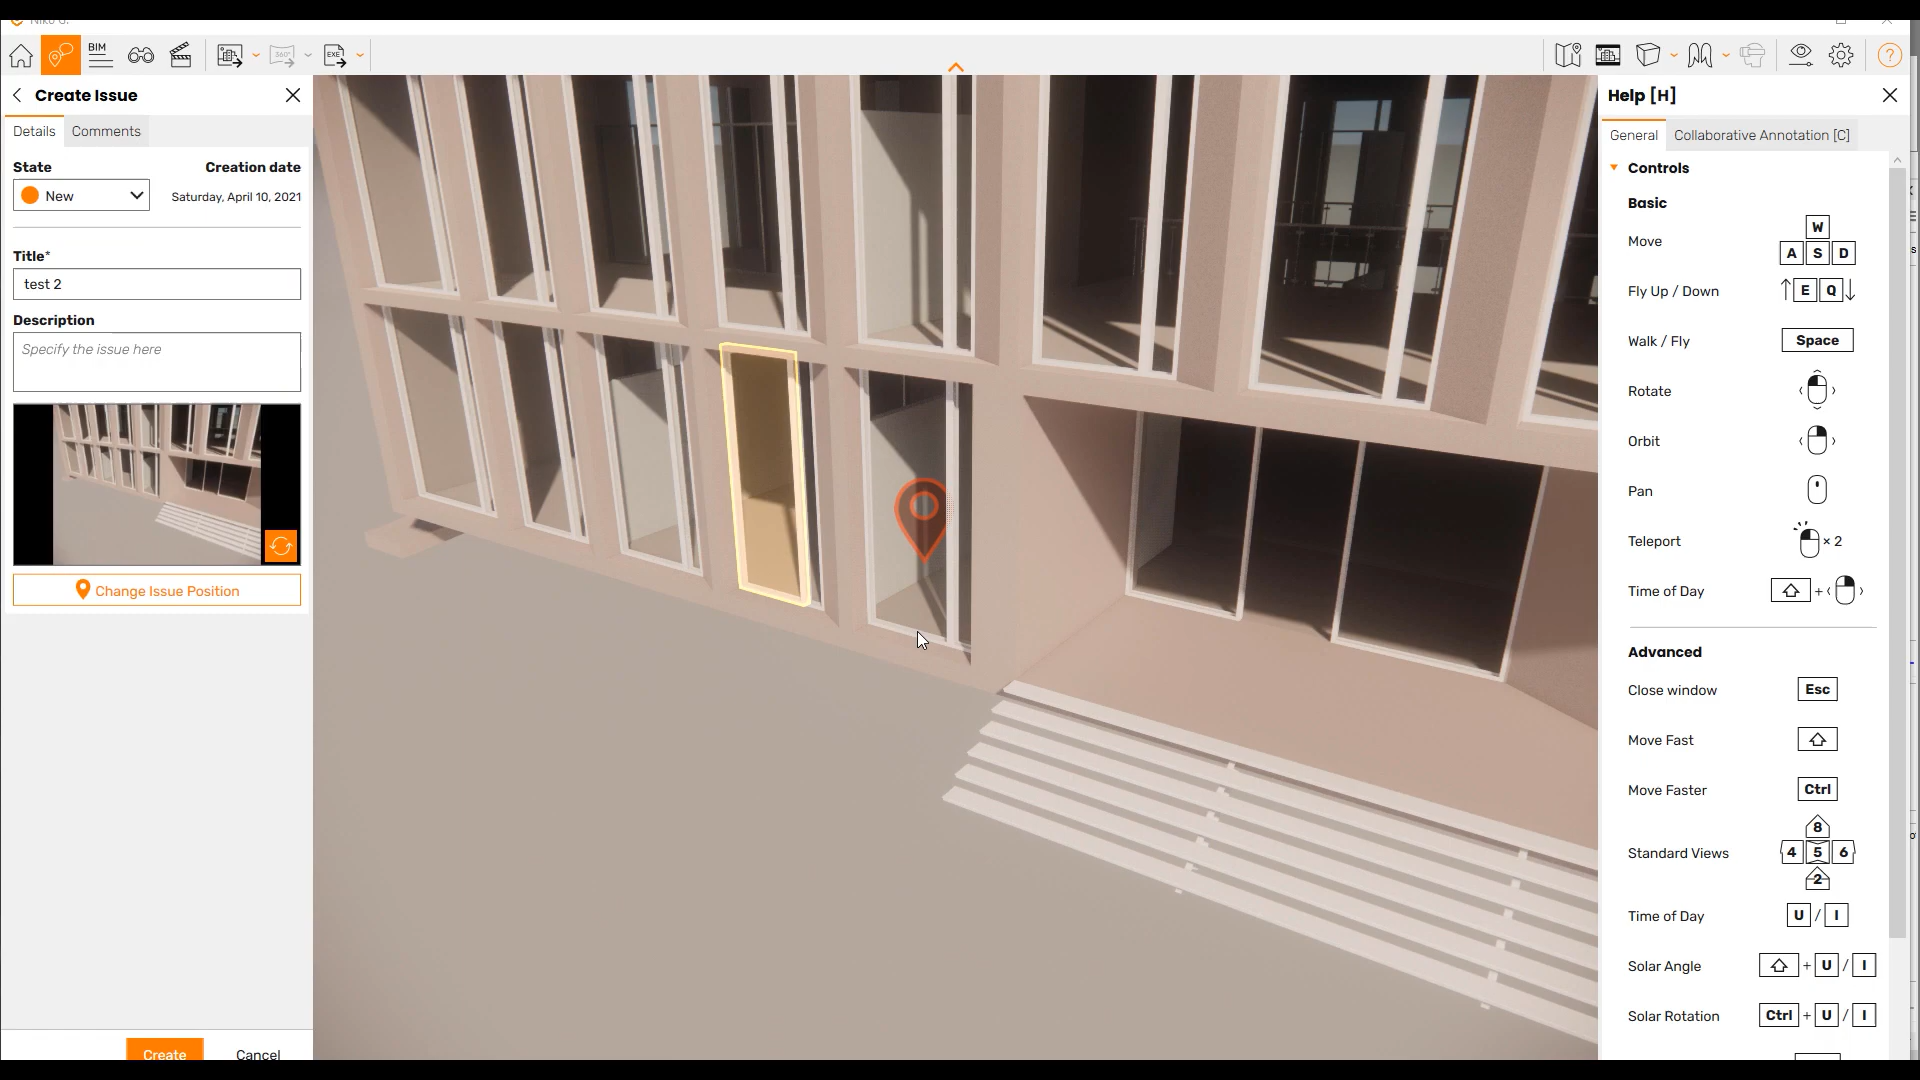 Niko G.
BIM
360°
EXE
?
Create Issue
Details
Comments
State
Creation date
New
Saturday, April 10, 2021
Title*
test 2
Description
Specify the issue here
Change Issue Position
Create
Cancel
Help [H]
General
Collaborative Annotation [C]
Controls
Basic
Move
W
A S D
Fly Up / Down
E Q
Walk / Fly
Space
Rotate
Orbit
Pan
Teleport
× 2
Time of Day
+
Advanced
Close window
Esc
Move Fast
Move Faster
Ctrl
Standard Views
8
4 5 6
2
Time of Day
U / I
Solar Angle
+ U / I
Solar Rotation
Ctrl + U / I